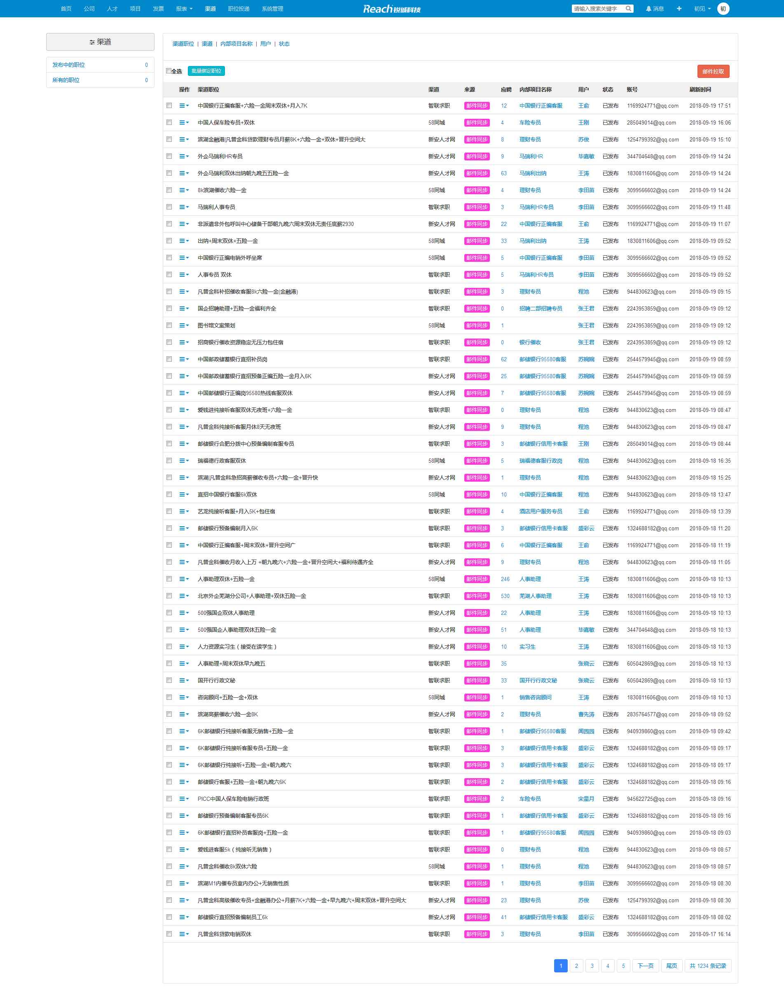 首页 公司 人才 项目 发票 报表 渠道 职位投递 系统管理 Reach锐诚科技 请输入搜索关键字 消息 初见 初
渠道
发布中的职位 0
所有的职位 0
渠道职位 | 渠道 | 内部项目名称 | 用户 | 状态
全选 批量绑定职位 邮件拉取
操作 渠道职位 渠道 来源 应聘 内部项目名称 用户 状态 账号 刷新时间
中国银行正编客服+六险一金周末双休+月入7K 智联求职 邮件同步 12 中国银行正编客服 王俞 已发布 1169924771@qq.com 2018-09-19 17:51
中国人保车险专员+双休 58同城 邮件同步 4 车险专员 王刚 已发布 285049014@qq.com 2018-09-19 16:06
滨湖金融港|凡普金科贷款理财专员月薪8K+六险一金+双休+晋升空间大 新安人才网 邮件同步 8 理财专员 苏俊 已发布 1254799392@qq.com 2018-09-19 15:10
外企马瑞利HR专员 新安人才网 邮件同步 9 马瑞利HR 毕嘉敏 已发布 344704648@qq.com 2018-09-19 14:24
外企马瑞利双休出纳朝九晚五五险一金 新安人才网 邮件同步 63 马瑞利出纳 王涛 已发布 1830811606@qq.com 2018-09-19 14:24
8k滨湖催收六险一金 58同城 邮件同步 4 理财专员 李田苗 已发布 3099566602@qq.com 2018-09-19 14:24
马瑞利人事专员 智联求职 邮件同步 3 马瑞利HR专员 李田苗 已发布 3099566602@qq.com 2018-09-19 11:48
非派遣非外包呼叫中心储备干部朝九晚六周末双休无责任底薪2930 新安人才网 邮件同步 22 中国银行正编客服 王俞 已发布 1169924771@qq.com 2018-09-19 11:07
出纳+周末双休+五险一金 58同城 邮件同步 33 马瑞利出纳 王涛 已发布 1830811606@qq.com 2018-09-19 09:52
中国银行正编电销外呼坐席 58同城 邮件同步 5 中国银行正编客服 李田苗 已发布 3099566602@qq.com 2018-09-19 09:52
人事专员 双休 智联求职 邮件同步 5 马瑞利HR专员 李田苗 已发布 3099566602@qq.com 2018-09-19 09:52
凡普金科补招催收客服8k六险一金(金融港) 智联求职 邮件同步 3 理财专员 程池 已发布 944830623@qq.com 2018-09-19 09:15
国企招聘助理+五险一金福利齐全 智联求职 邮件同步 0 招聘二部招聘专员 张王君 已发布 2243953859@qq.com 2018-09-19 09:12
图书馆文案策划 58同城 邮件同步 1 张王君 已发布 2243953859@qq.com 2018-09-19 09:12
招商银行催收资源稳定无压力包住宿 智联求职 邮件同步 0 银行催收 张王君 已发布 2243953859@qq.com 2018-09-19 09:12
中国邮政储蓄银行直招补员岗 智联求职 邮件同步 62 邮储银行95580客服 苏婉婉 已发布 2544579945@qq.com 2018-09-19 08:59
中国邮政储蓄银行直招预备正编五险一金月入6K 新安人才网 邮件同步 25 邮储银行95580客服 苏婉婉 已发布 2544579945@qq.com 2018-09-19 08:59
中国邮储银行正编岗95580热线客服双休 新安人才网 邮件同步 7 邮储银行95580客服 苏婉婉 已发布 2544579945@qq.com 2018-09-19 08:59
爱钱进纯接听客服双休无夜班+六险一金 智联求职 邮件同步 0 理财专员 程池 已发布 944830623@qq.com 2018-09-19 08:47
凡普金科纯接听客服月休8天无夜班 新安人才网 邮件同步 9 理财专员 程池 已发布 944830623@qq.com 2018-09-19 08:47
邮储银行合肥分拨中心预备编制客服专员 智联求职 邮件同步 3 邮储银行信用卡客服 王刚 已发布 285049014@qq.com 2018-09-19 08:44
瑞福德行政客服双休 58同城 邮件同步 5 瑞福德客服行政岗 程池 已发布 944830623@qq.com 2018-09-18 16:35
滨湖|凡普金科急招高薪催收专员+六险一金+晋升快 新安人才网 邮件同步 1 理财专员 程池 已发布 944830623@qq.com 2018-09-18 15:25
直招中国银行客服6k双休 58同城 邮件同步 10 中国银行正编客服 程池 已发布 944830623@qq.com 2018-09-18 13:47
艺龙纯接听客服+月入5K+包住宿 智联求职 邮件同步 4 酒店用户服务专员 王俞 已发布 1169924771@qq.com 2018-09-18 13:39
邮储银行预备编制月入6K 智联求职 邮件同步 3 邮储银行信用卡客服 盛彩云 已发布 1324688182@qq.com 2018-09-18 11:20
中国银行正编客服+周末双休+晋升空间广 智联求职 邮件同步 6 中国银行正编客服 王俞 已发布 1169924771@qq.com 2018-09-18 11:19
凡普金科催收月收入上万 +朝九晚六+六险一金+晋升空间大+福利待遇齐全 新安人才网 邮件同步 9 理财专员 程池 已发布 944830623@qq.com 2018-09-18 11:05
人事助理双休+五险一金 58同城 邮件同步 246 人事助理 王涛 已发布 1830811606@qq.com 2018-09-18 10:13
北京外企芜湖分公司+人事助理+双休五险一金 智联求职 邮件同步 530 芜湖人事助理 王涛 已发布 1830811606@qq.com 2018-09-18 10:13
500强国企双休人事助理 新安人才网 邮件同步 22 人事助理 王涛 已发布 1830811606@qq.com 2018-09-18 10:13
500强国企人事助理双休五险一金 新安人才网 邮件同步 51 人事助理 毕嘉敏 已发布 344704648@qq.com 2018-09-18 10:13
人力资源实习生（接受在读学生） 新安人才网 邮件同步 10 实习生 王涛 已发布 1830811606@qq.com 2018-09-18 10:13
人事助理+周末双休早九晚五 智联求职 邮件同步 35 张晓云 已发布 605042869@qq.com 2018-09-18 10:13
国开行行政文秘 智联求职 邮件同步 33 国开行行政文秘 张晓云 已发布 605042869@qq.com 2018-09-18 10:13
咨询顾问+五险一金+双休 58同城 邮件同步 1 销售咨询顾问 王涛 已发布 1830811606@qq.com 2018-09-18 10:13
滨湖高薪催收六险一金8K 新安人才网 邮件同步 2 理财专员 曹先涛 已发布 2835764577@qq.com 2018-09-18 09:52
6K邮储银行纯接听客服无销售+五险一金 智联求职 邮件同步 1 邮储银行95580客服 闻园园 已发布 940939860@qq.com 2018-09-18 09:42
6K邮储银行纯接听客服专员+五险一金 智联求职 邮件同步 3 邮储银行信用卡客服 盛彩云 已发布 1324688182@qq.com 2018-09-18 09:17
6K邮储银行纯接听+五险一金+朝九晚六 智联求职 邮件同步 3 邮储银行信用卡客服 盛彩云 已发布 1324688182@qq.com 2018-09-18 09:17
邮储银行客服+五险一金+朝九晚六6K 智联求职 邮件同步 2 邮储银行信用卡客服 盛彩云 已发布 1324688182@qq.com 2018-09-18 09:16
PICC中国人保车险电销行政班 智联求职 邮件同步 2 车险专员 宋星月 已发布 945622725@qq.com 2018-09-18 09:16
邮储银行预备编制客服专员6K 智联求职 邮件同步 1 邮储银行信用卡客服 盛彩云 已发布 1324688182@qq.com 2018-09-18 09:16
6K邮储银行直招补员客服岗+五险一金 智联求职 邮件同步 1 邮储银行95580客服 闻园园 已发布 940939860@qq.com 2018-09-18 09:03
爱钱进客服5k（纯接听无销售） 智联求职 邮件同步 0 理财专员 程池 已发布 944830623@qq.com 2018-09-18 08:57
凡普金科催收8k双休六险 58同城 邮件同步 1 理财专员 程池 已发布 944830623@qq.com 2018-09-18 08:57
滨湖M1内催专员室内办公+无销售性质 智联求职 邮件同步 1 理财专员 李田苗 已发布 3099566602@qq.com 2018-09-18 08:30
凡普金科高级催收专员+金融港办公+月薪7K+六险一金+早九晚六+周末双休+晋升空间大 新安人才网 邮件同步 23 理财专员 苏俊 已发布 1254799392@qq.com 2018-09-18 08:30
邮储银行直招预备编制员工6k 新安人才网 邮件同步 41 邮储银行信用卡客服 盛彩云 已发布 1324688182@qq.com 2018-09-18 08:02
凡普金科贷款电销双休 智联求职 邮件同步 3 理财专员 李田苗 已发布 3099566602@qq.com 2018-09-17 16:14
1 2 3 4 5 下一页 尾页 共 1234 条记录